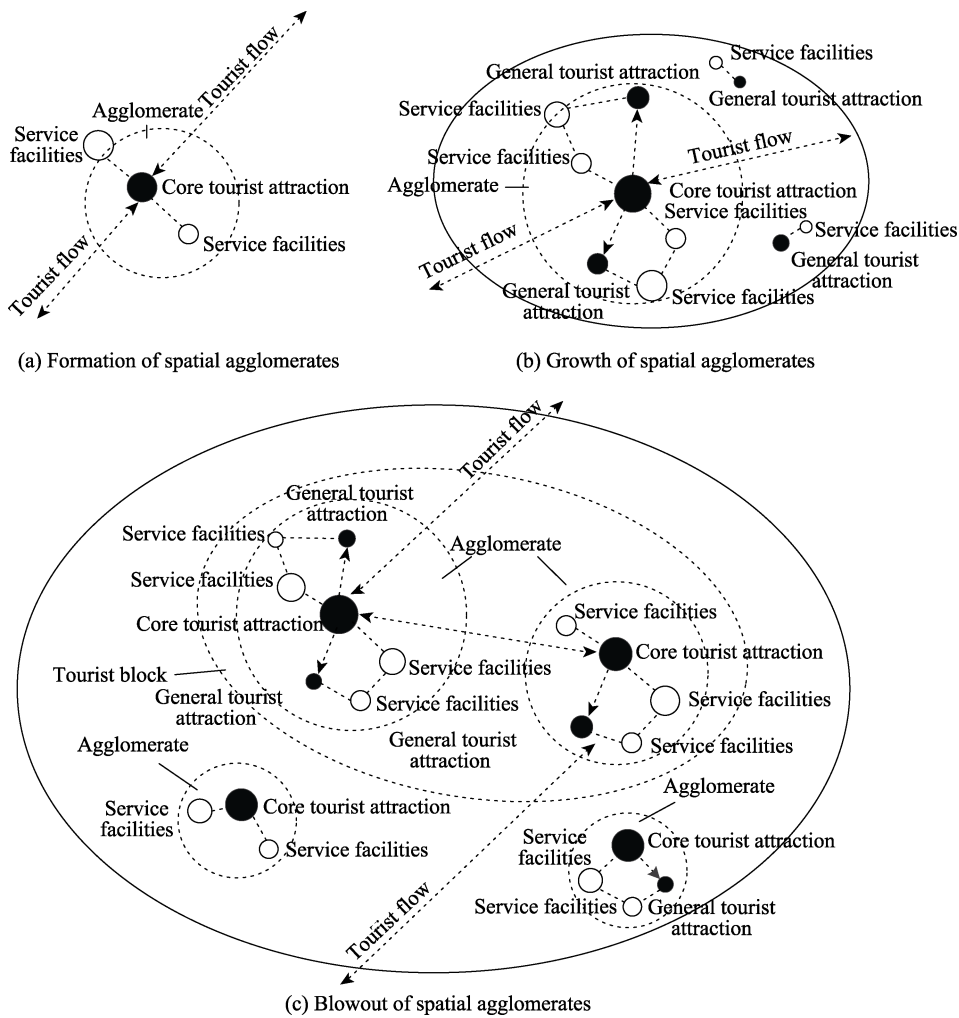 Tourist flow
Agglomerate
Service
facilities
Core tourist attraction
Service facilities
Tourist flow
(a) Formation of spatial agglomerates
Service facilities
General tourist attraction
General tourist attraction
Service facilities
Tourist flow
Service facilities
Agglomerate
Core tourist attraction
Service facilities
Service facilities
Tourist flow
General tourist
attraction
General tourist
attraction
Service facilities
(b) Growth of spatial agglomerates
Tourist flow
General tourist
attraction
Service facilities
Agglomerate
Service facilities
Service facilities
Core tourist attraction
Core tourist attraction
Service facilities
Tourist block
General tourist
attraction
Service facilities
Service facilities
General tourist
attraction
Service facilities
Agglomerate
Agglomerate
Service
facilities
Core tourist attraction
Service facilities
Service
facilities
Core tourist attraction
Service facilities
General tourist
attraction
Tourist flow
(c) Blowout of spatial agglomerates